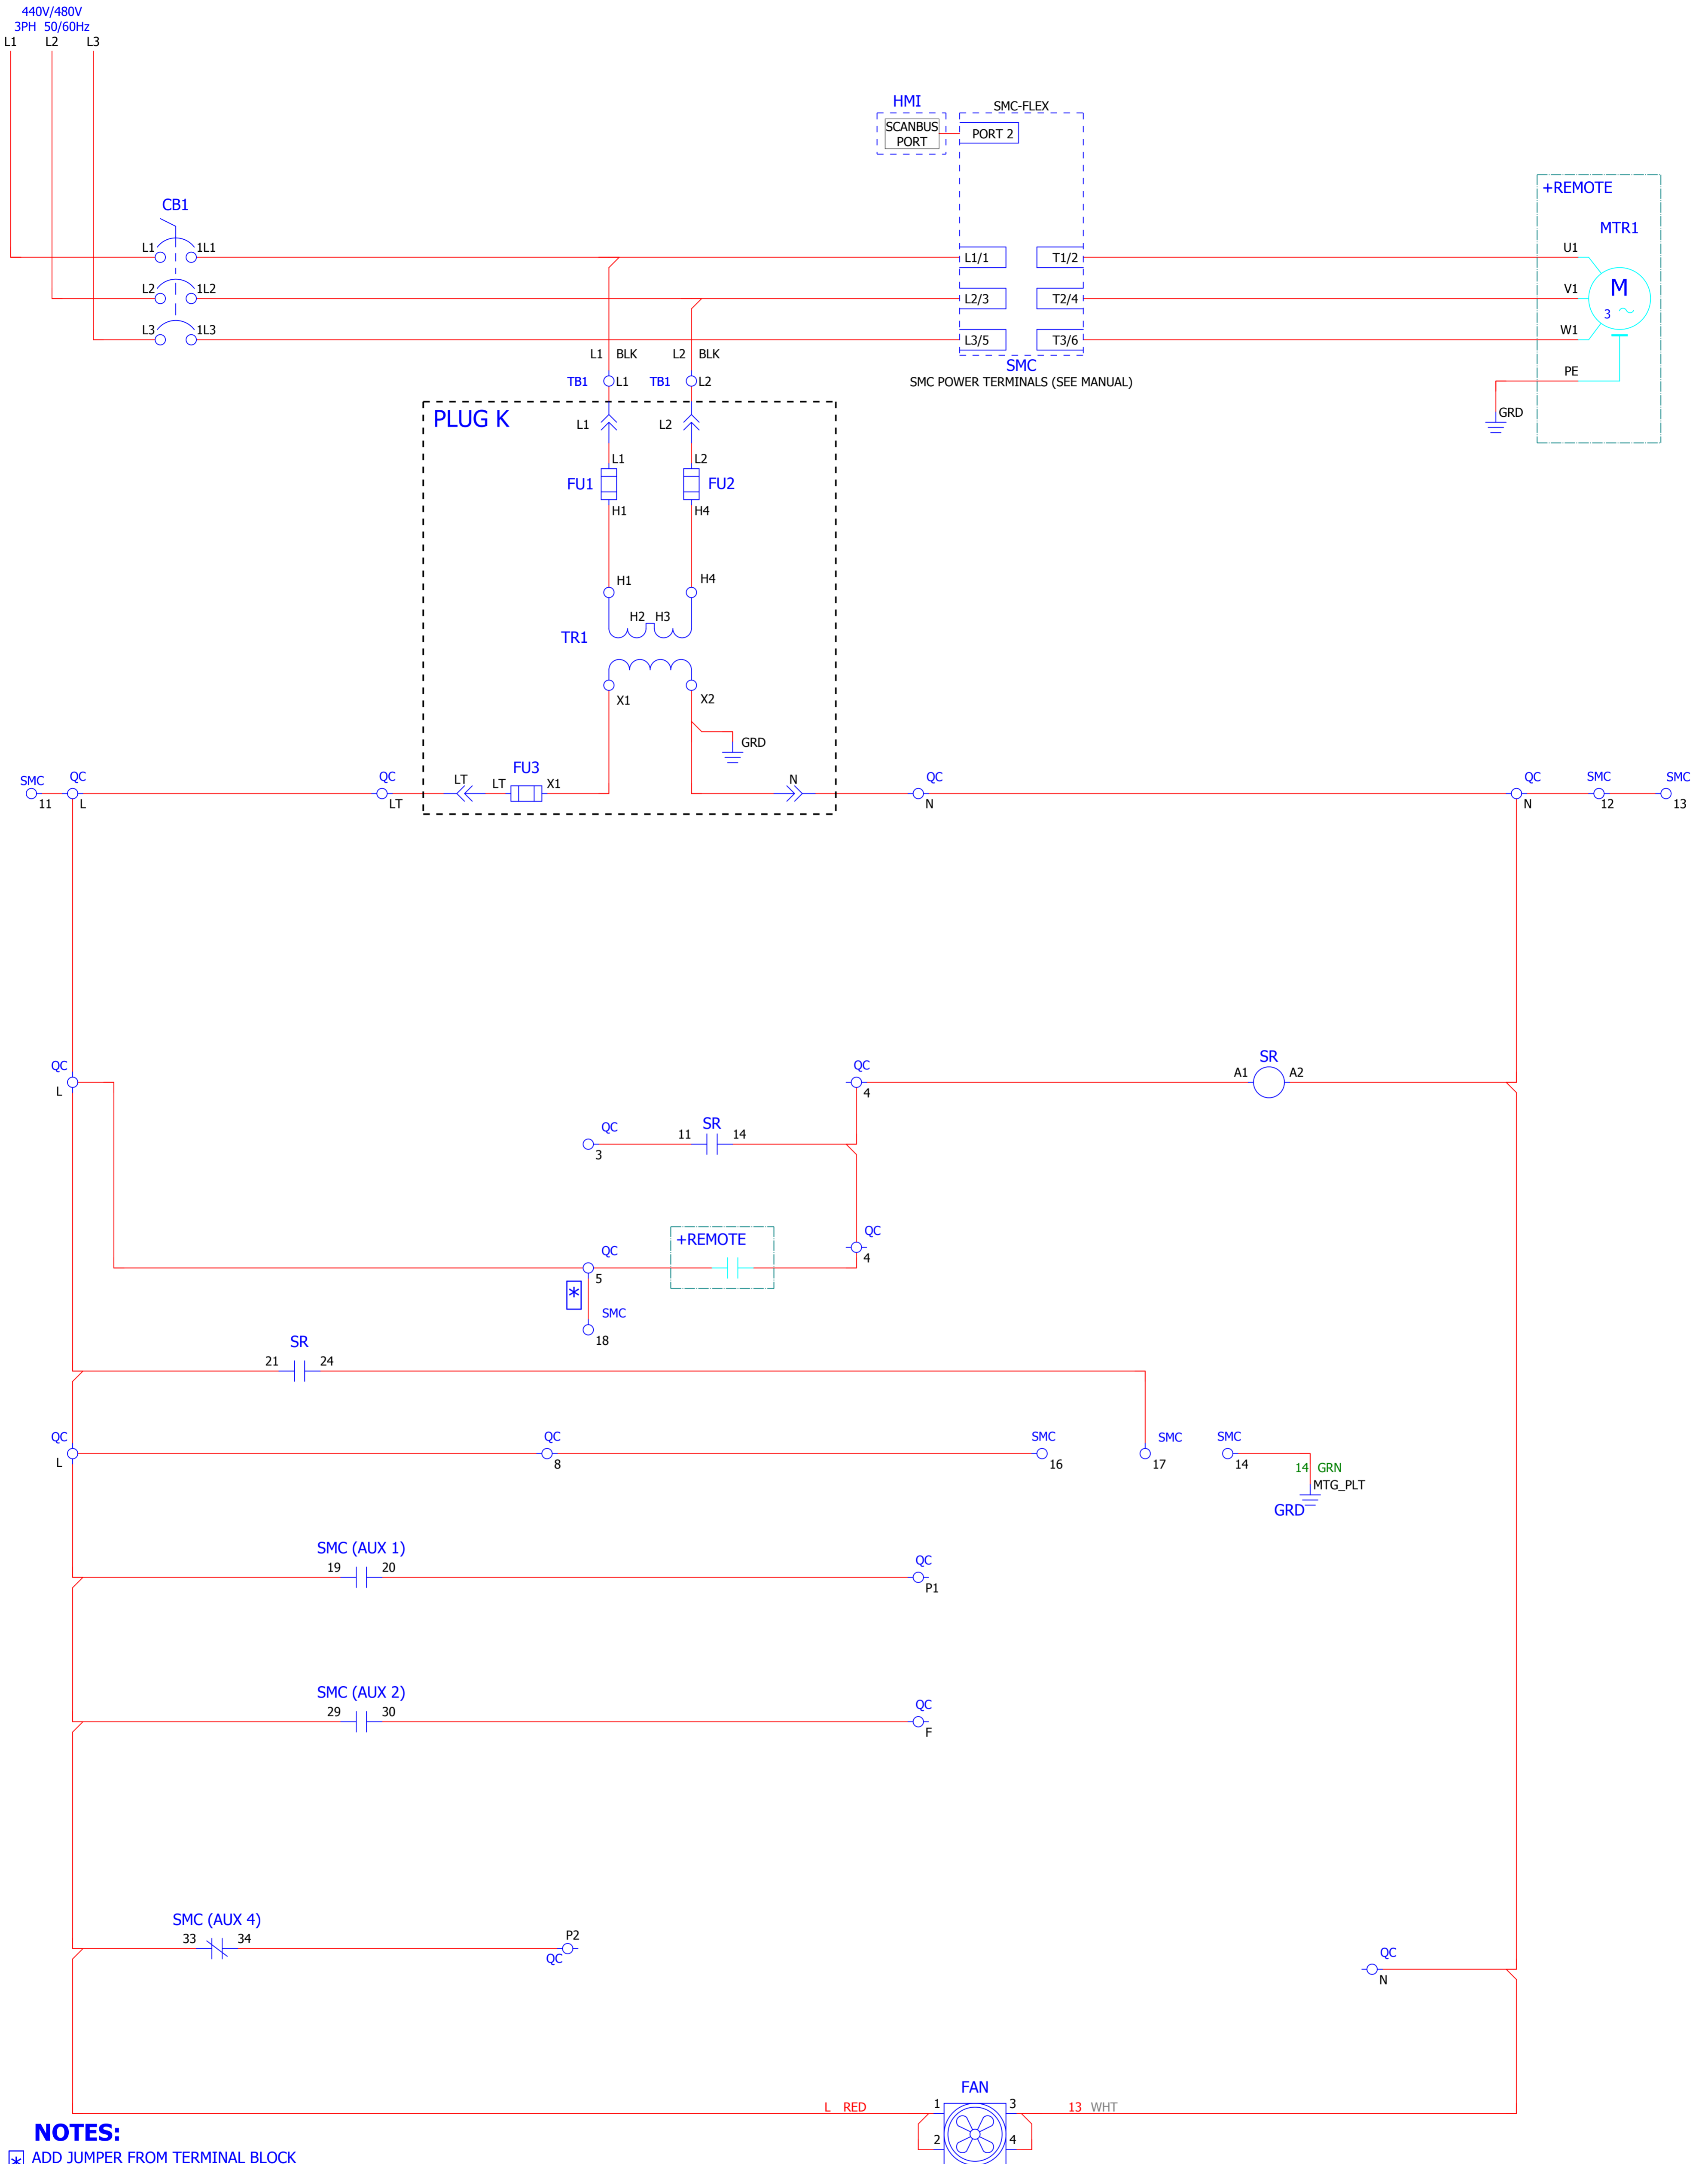 440V/480V
3PH 50/60Hz
L1 L2 L3
HMI
SCANBUS
PORT
SMC-FLEX
PORT 2
CB1
L1 1L1
L2 1L2
L3 1L3
L1/1 T1/2
L2/3 T2/4
L3/5 T3/6
SMC
SMC POWER TERMINALS (SEE MANUAL)
+REMOTE
MTR1
U1
V1
W1
M
3
PE
GRD
L1 BLK L2 BLK
TB1 L1 TB1 L2
PLUG K
L1 L2
L1 L2
FU1 FU2
H1 H4
H1 H4
H2 H3
TR1
X1 X2
GRD
SMC QC QC LT LT FU3 X1 N QC QC SMC SMC
11 L LT N N 12 13
QC QC SR
L 4 A1 A2
QC SR
3 11 14
QC
+REMOTE
4
QC
5
*
SMC
18
SR
21 24
QC QC SMC SMC SMC
L 8 16 17 14
14 GRN
MTG_PLT
GRD
SMC (AUX 1)
19 20 QC
P1
SMC (AUX 2)
29 30 QC
F
SMC (AUX 4)
33 34 P2
QC
QC
N
FAN
L RED 1 3 13 WHT
2 4
NOTES:
* ADD JUMPER FROM TERMINAL BLOCK